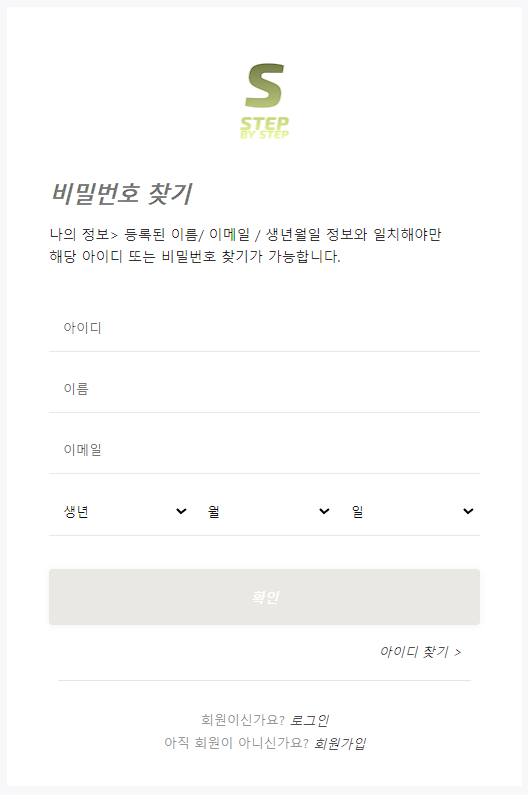 S
STEP
BY STEP
비밀번호 찾기
나의 정보> 등록된 이름/ 이메일 / 생년월일 정보와 일치해야만
해당 아이디 또는 비밀번호 찾기가 가능합니다.
아이디
이름
이메일
생년 월 일
확인
아이디 찾기 >
회원이신가요? 로그인
아직 회원이 아니신가요? 회원가입